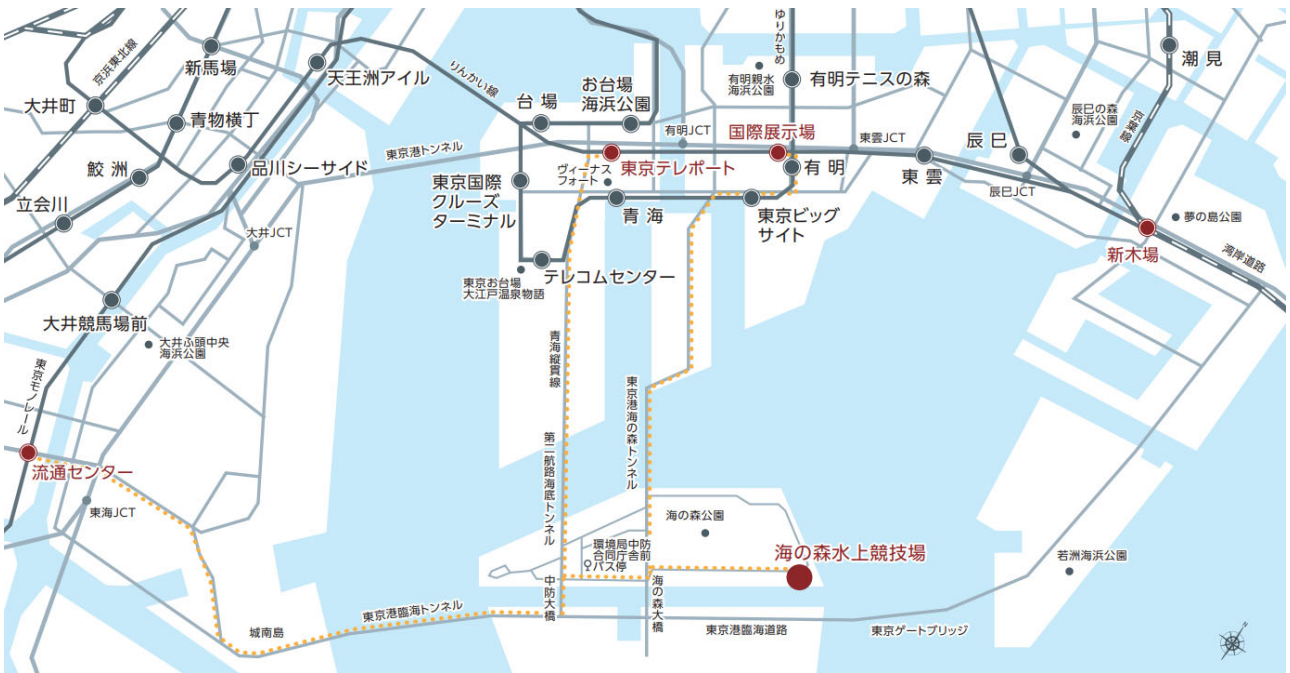 京浜東北線
新馬場
天王洲アイル
りんかい線
ゆりかもめ
有明親水
海浜公園
有明テニスの森
潮見
大井町
青物横丁
台場
お台場
海浜公園
有明JCT
国際展示場
東雲JCT
辰巳の森
海浜公園
京葉線
鮫洲
品川シーサイド
東京港トンネル
ヴィーナス
フォート
東京テレポート
有明
東雲
辰巳
辰巳JCT
立会川
大井JCT
東京国際
クルーズ
ターミナル
青海
東京ビッグ
サイト
夢の島公園
新木場
湾岸道路
東京お台場
大江戸温泉物語
テレコムセンター
大井競馬場前
大井ふ頭中央
海浜公園
東京モノレール
青海縦貫線
東京港海の森トンネル
流通センター
東海JCT
第二航路海底トンネル
海の森公園
環境局中防
合同庁舎前
バス停
海の森水上競技場
若洲海浜公園
中防大橋
海の森大橋
城南島
東京港臨海トンネル
東京港臨海道路
東京ゲートブリッジ
N